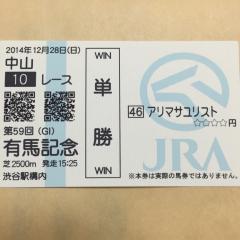 2014年12月28日(日)
中山
10 レース
第59回(GI)
有馬記念
芝2500m 発走15:25
渋谷駅構内
WIN
単勝
WIN
46 アリマサユリスト
☆☆☆☆円
JRA
※本券は実際の馬券ではありません。